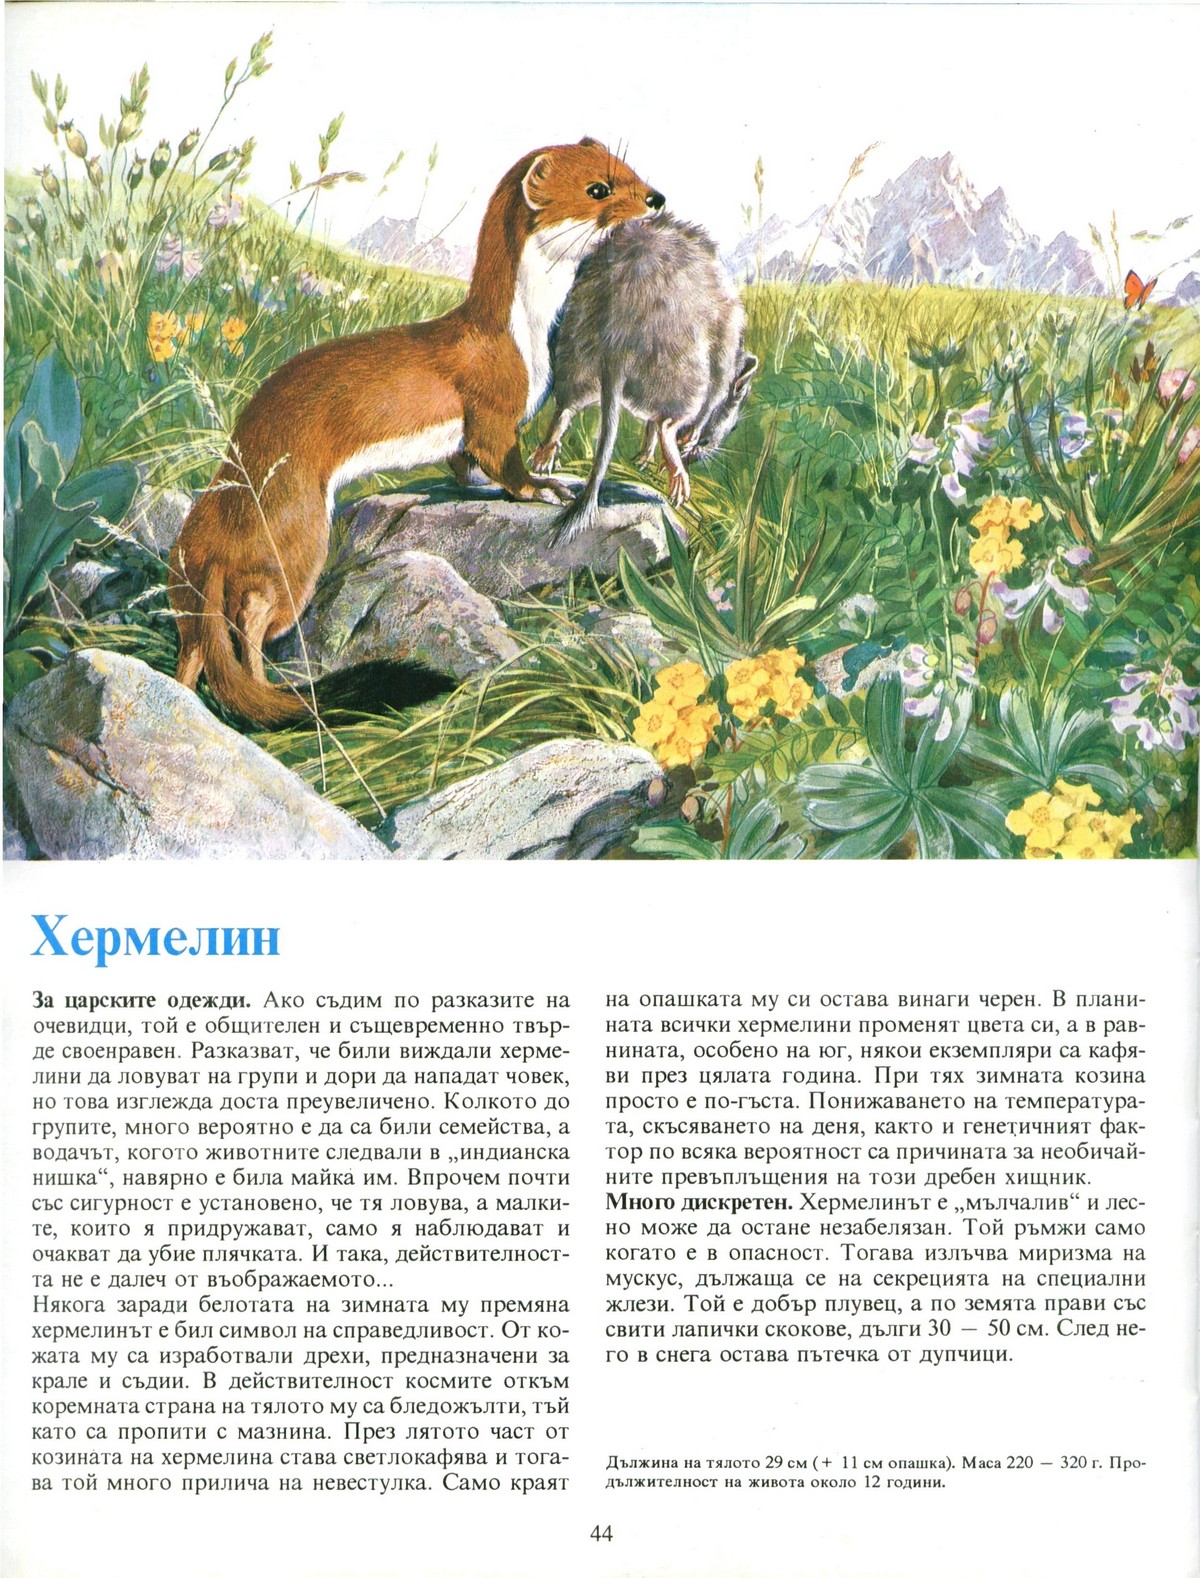 Хермелин
За царските одежди. Ако съдим по разказите на
очевидци, той е общителен и същевременно твър-
де своенравен. Разказват, че били виждали херме-
лини да ловуват на групи и дори да нападат човек,
но това изглежда доста преувеличено. Колкото до
групите, много вероятно е да са били семейства, а
водачът, когото животните следвали в „индианска
нишка“, навярно е била майка им. Впрочем почти
със сигурност е установено, че тя ловува, а малки-
те, които я придружават, само я наблюдават и
очакват да убие плячката. И така, действителност-
та не е далеч от въображаемото...
Някога заради белотата на зимната му премяна
хермелинът е бил символ на справедливост. От ко-
жата му са изработвали дрехи, предназначени за
крале и съдии. В действителност космите откъм
коремната страна на тялото му са бледожълти, тъй
като са пропити с мазнина. През лятото част от
козината на хермелина става светлокафява и тога-
ва той много прилича на невестулка. Само краят
на опашката му си остава винаги черен. В плани-
ната всички хермелини променят цвета си, а в рав-
нината, особено на юг, някои екземпляри са кафя-
ви през цялата година. При тях зимната козина
просто е по-гъста. Понижаването на температура-
та, скъсяването на деня, както и генетичният фак-
тор по всяка вероятност са причината за необичай-
ните превъплъщения на този дребен хищник.
Много дискретен. Хермелинът е „мълчалив“ и лес-
но може да остане незабелязан. Той ръмжи само
когато е в опасност. Тогава излъчва миризма на
мускус, дължаща се на секрецията на специални
жлези. Той е добър плувец, а по земята прави със
свити лапички скокове, дълги 30 — 50 см. След не-
го в снега остава пътечка от дупчици.
Дължина на тялото 29 см (+ 11 см опашка). Маса 220 — 320 г. Про-
дължителност на живота около 12 години.
44